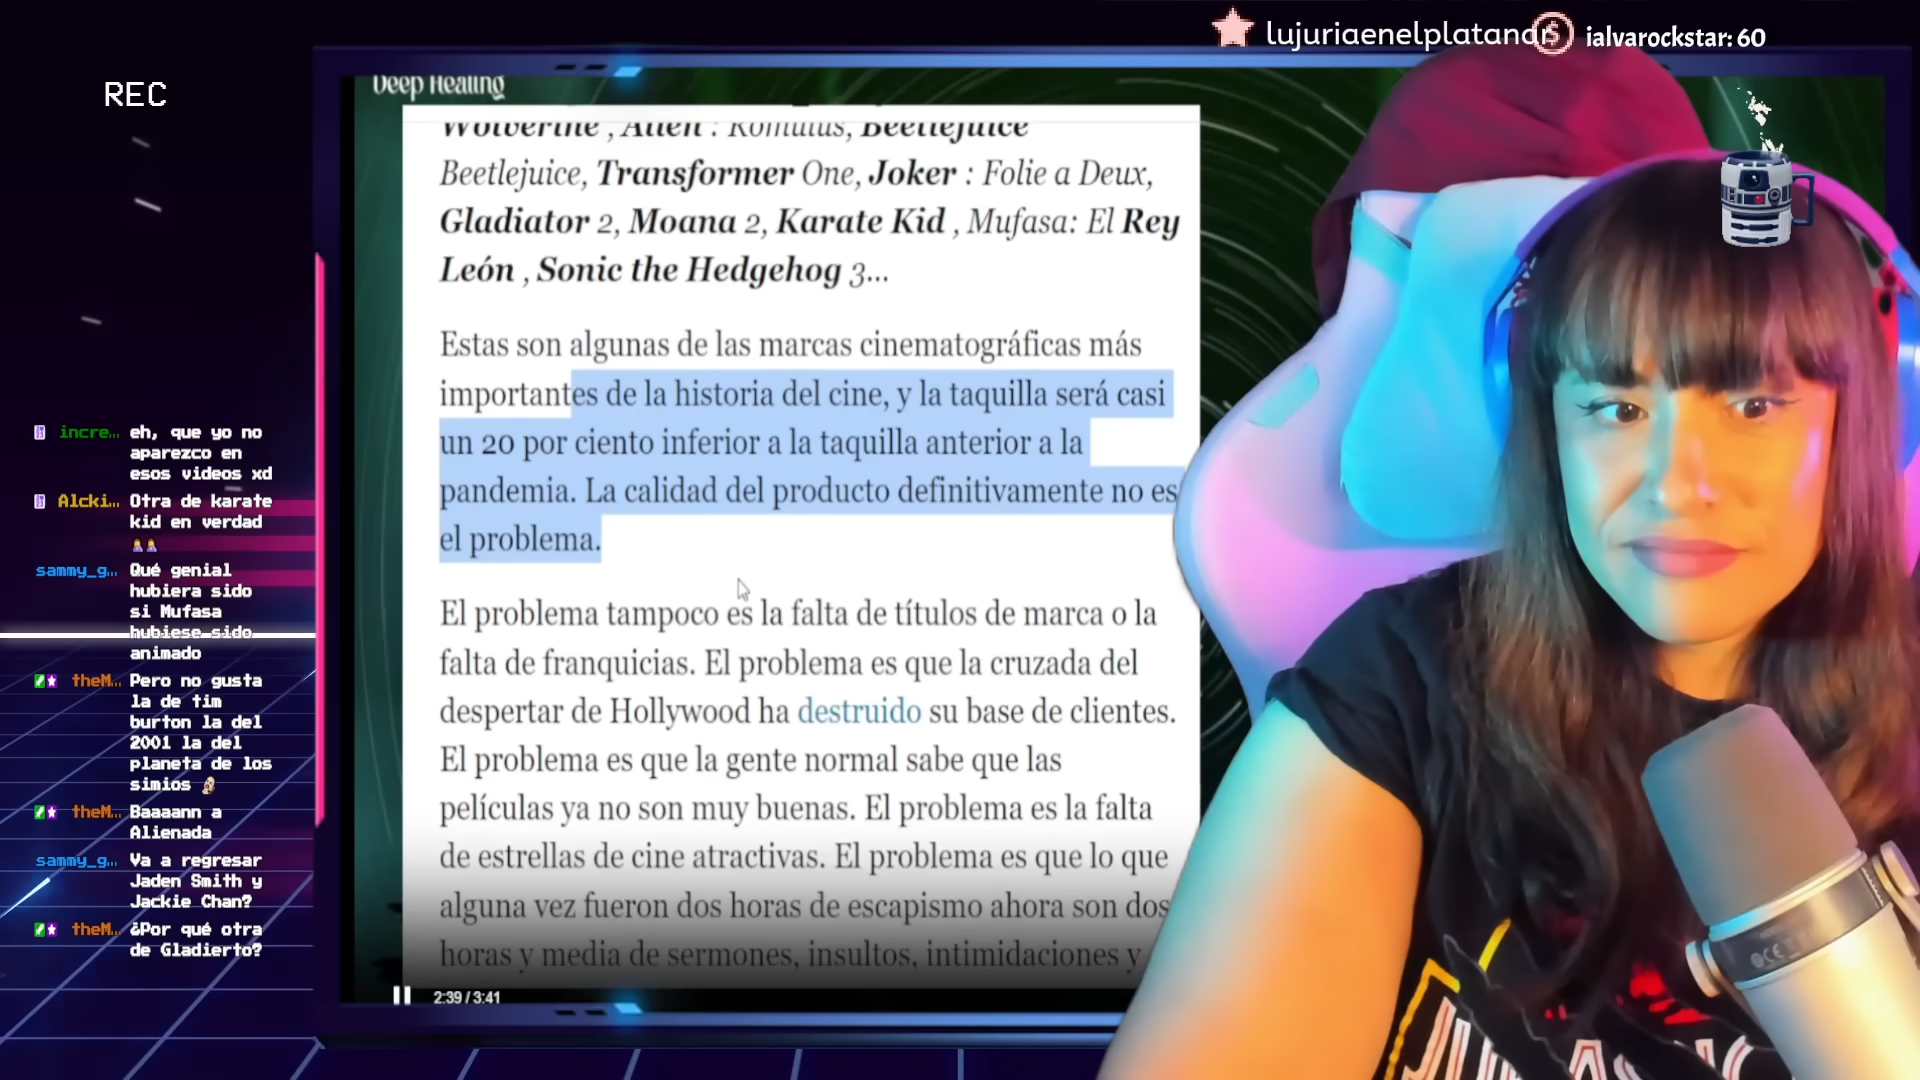 lujuriaenelplatanar
ialvarockstar: 60
REC
Deep Healing
Wolverine , Alien : Romulus, Beetlejuice
Beetlejuice, Transformer One, Joker : Folie a Deux,
Gladiator 2, Moana 2, Karate Kid , Mufasa: El Rey
León , Sonic the Hedgehog 3...
Estas son algunas de las marcas cinematográficas más
importantes de la historia del cine, y la taquilla será casi
un 20 por ciento inferior a la taquilla anterior a la
pandemia. La calidad del producto definitivamente no es
el problema.
El problema tampoco es la falta de títulos de marca o la
falta de franquicias. El problema es que la cruzada del
despertar de Hollywood ha destruido su base de clientes.
El problema es que la gente normal sabe que las
películas ya no son muy buenas. El problema es la falta
de estrellas de cine atractivas. El problema es que lo que
alguna vez fueron dos horas de escapismo ahora son dos
horas y media de sermones, insultos, intimidaciones y
2:39 / 3:41
incre... eh, que yo no
aparezco en
esos videos xd
Alcki... Otra de karate
kid en verdad
sammy_g... Qué genial
hubiera sido
si Mufasa
hubiese sido
animado
theM... Pero no gusta
la de tim
burton la del
2001 la del
planeta de los
simios
theM... Baaaann a
Alienada
sammy_g... Va a regresar
Jaden Smith y
Jackie Chan?
theM... ¿Por qué otra
de Gladierto?